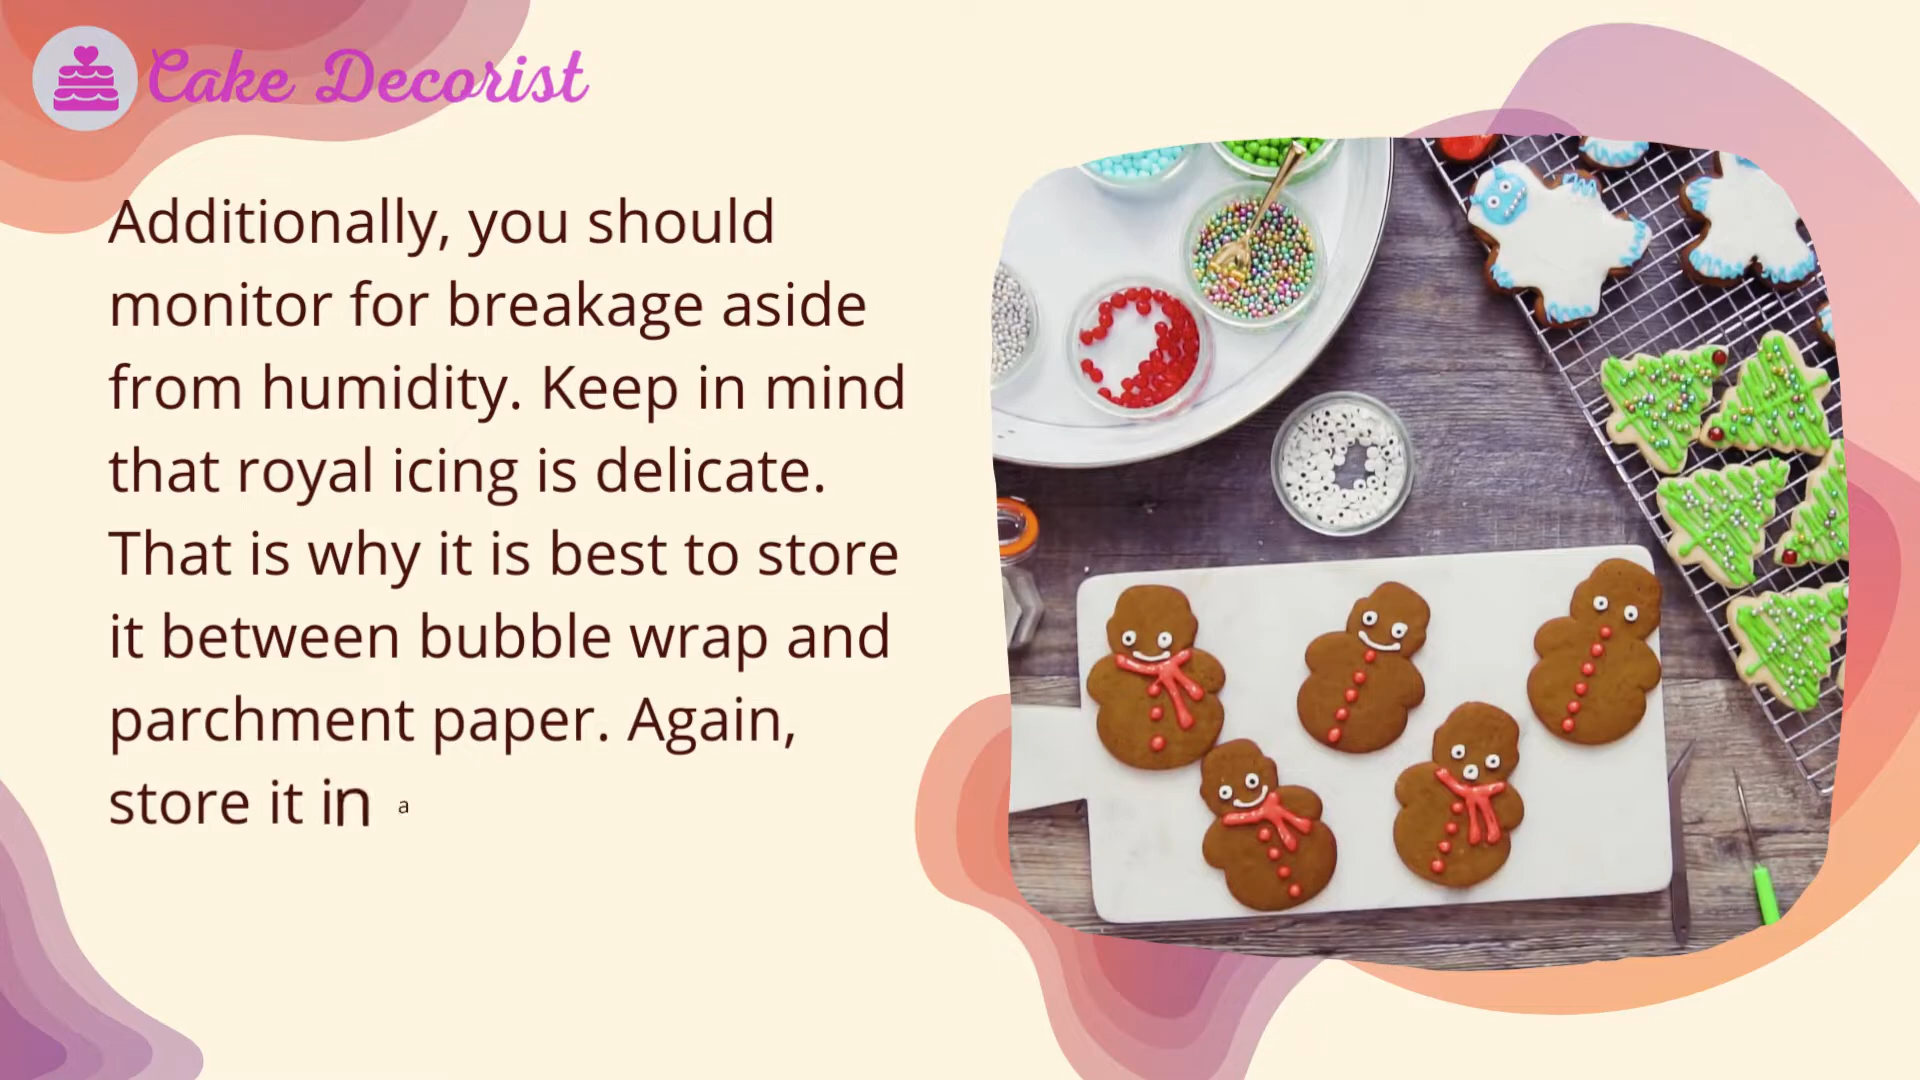 Cake Decorist
Additionally, you should
monitor for breakage aside
from humidity. Keep in mind
that royal icing is delicate.
That is why it is best to store
it between bubble wrap and
parchment paper. Again,
store it in a